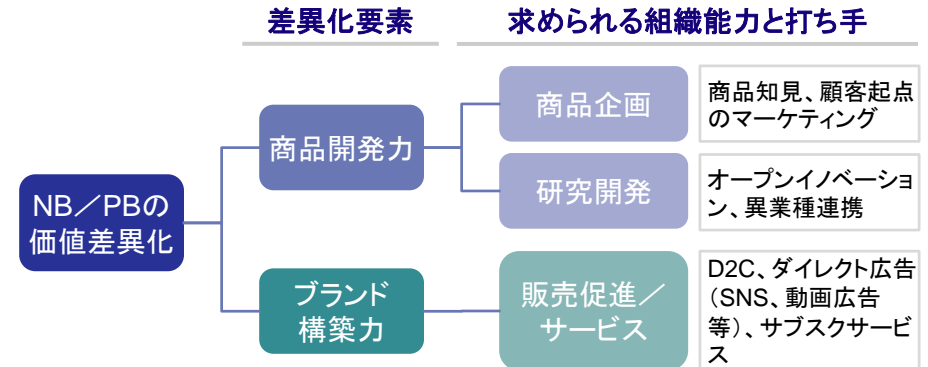 差異化要素
求められる組織能力と打ち手
NB／PBの
価値差異化
商品開発力
商品企画
商品知見、顧客起点
のマーケティング
研究開発
オープンイノベーショ
ン、異業種連携
ブランド
構築力
販売促進／
サービス
D2C、ダイレクト広告
（SNS、動画広告
等）、サブスクサービ
ス